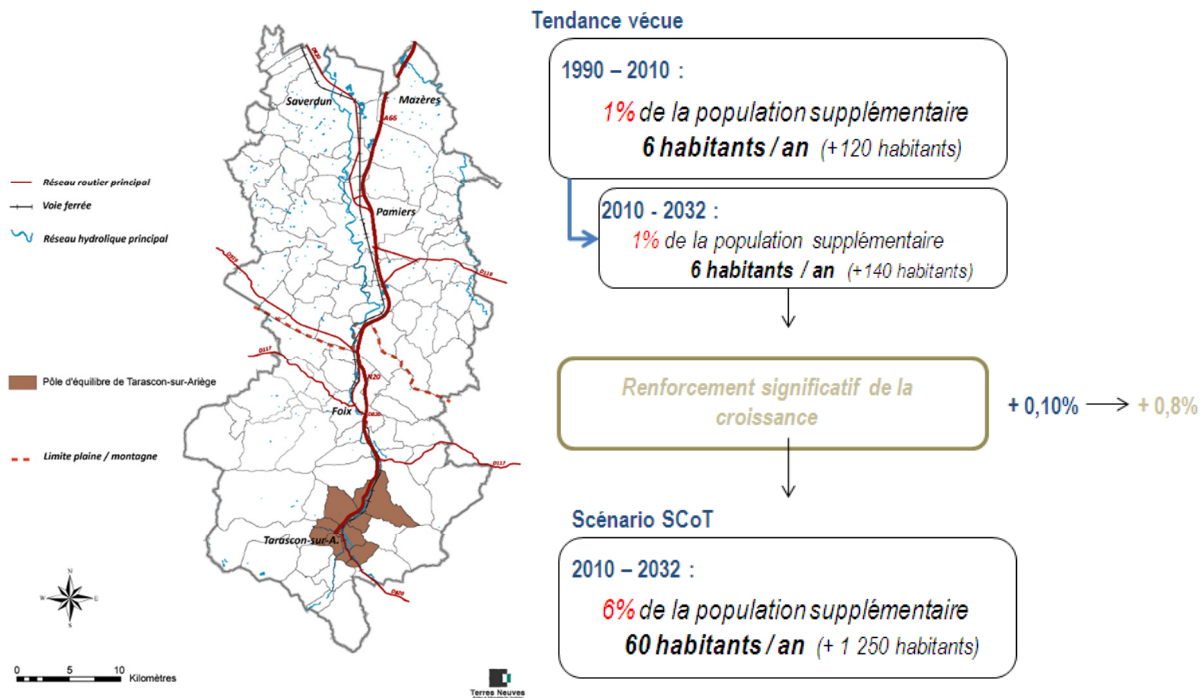 Tendance vécue
1990 – 2010 :
1% de la population supplémentaire
6 habitants / an (+120 habitants)
2010 - 2032 :
1% de la population supplémentaire
6 habitants / an (+140 habitants)
Renforcement significatif de la
croissance
+ 0,10%
+ 0,8%
Scénario SCoT
2010 – 2032 :
6% de la population supplémentaire
60 habitants / an (+ 1 250 habitants)
Réseau routier principal
Voie ferrée
Réseau hydrolique principal
Pôle d'équilibre de Tarascon-sur-Ariège
Limite plaine / montagne
D820
Saverdun
Mazères
A66
Pamiers
D119
D117
N20
Foix
D117
Tarascon-sur-A.
N
W
E
S
0 5 10
Kilomètres
Terres Neuves